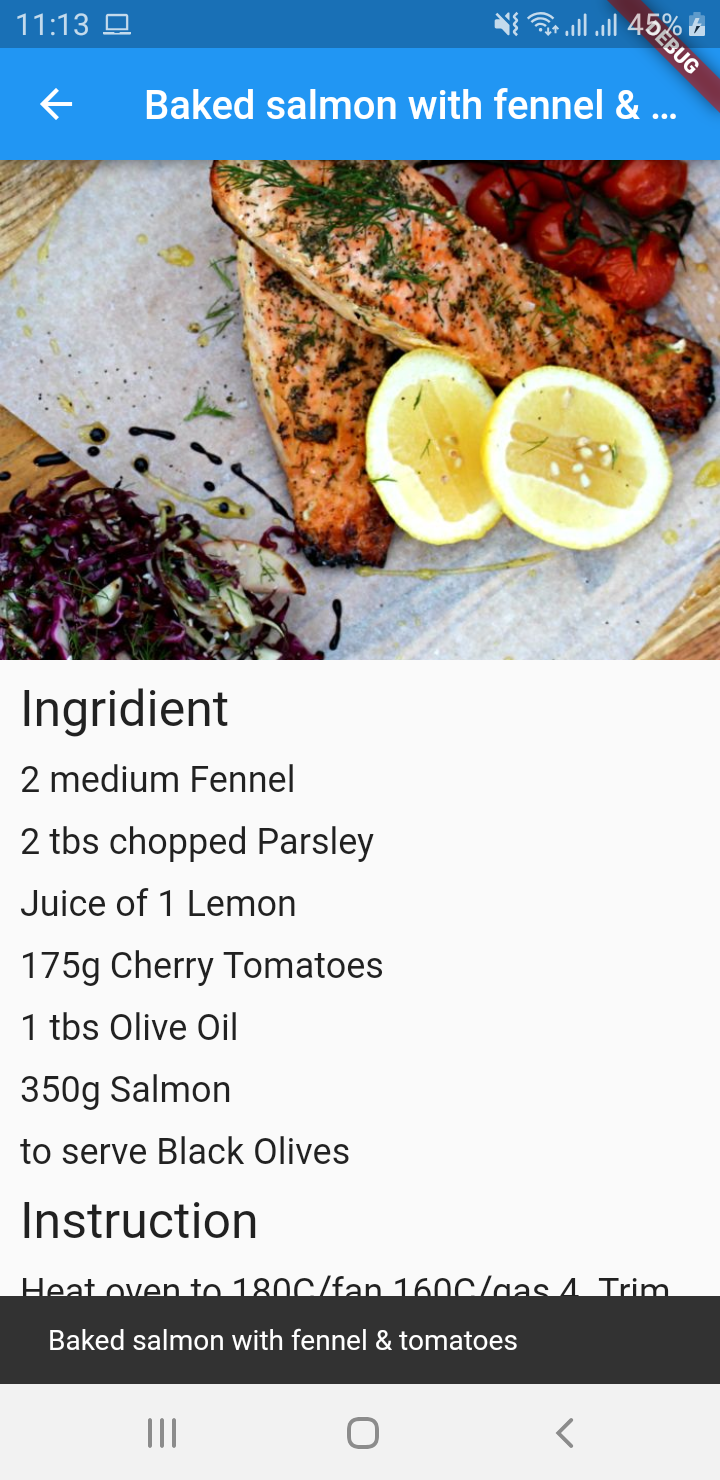 11:13
45%
DEBUG
Baked salmon with fennel & ...
Ingridient
2 medium Fennel
2 tbs chopped Parsley
Juice of 1 Lemon
175g Cherry Tomatoes
1 tbs Olive Oil
350g Salmon
to serve Black Olives
Instruction
Heat oven to 180C/fan 160C/gas 4. Trim
Baked salmon with fennel & tomatoes